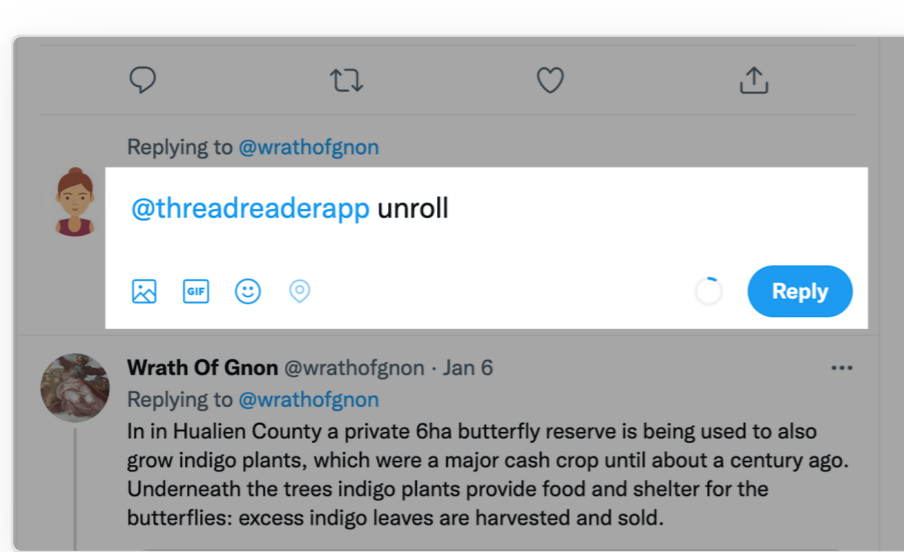 Replying to @wrathofgnon
@threadreaderapp unroll
GIF
Reply
Wrath Of Gnon @wrathofgnon · Jan 6
Replying to @wrathofgnon
In in Hualien County a private 6ha butterfly reserve is being used to also
grow indigo plants, which were a major cash crop until about a century ago.
Underneath the trees indigo plants provide food and shelter for the
butterflies: excess indigo leaves are harvested and sold.